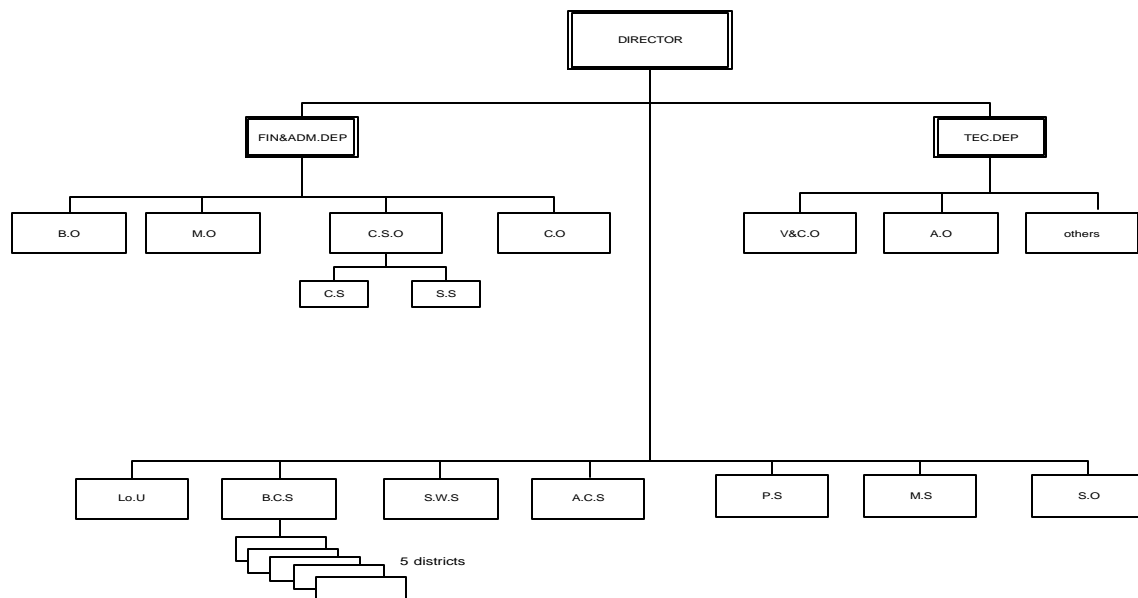 DIRECTOR
FIN&ADM.DEP
TEC.DEP
B.O
M.O
C.S.O
C.O
V&C.O
A.O
others
C.S
S.S
Lo.U
B.C.S
S.W.S
A.C.S
P.S
M.S
S.O
5 districts